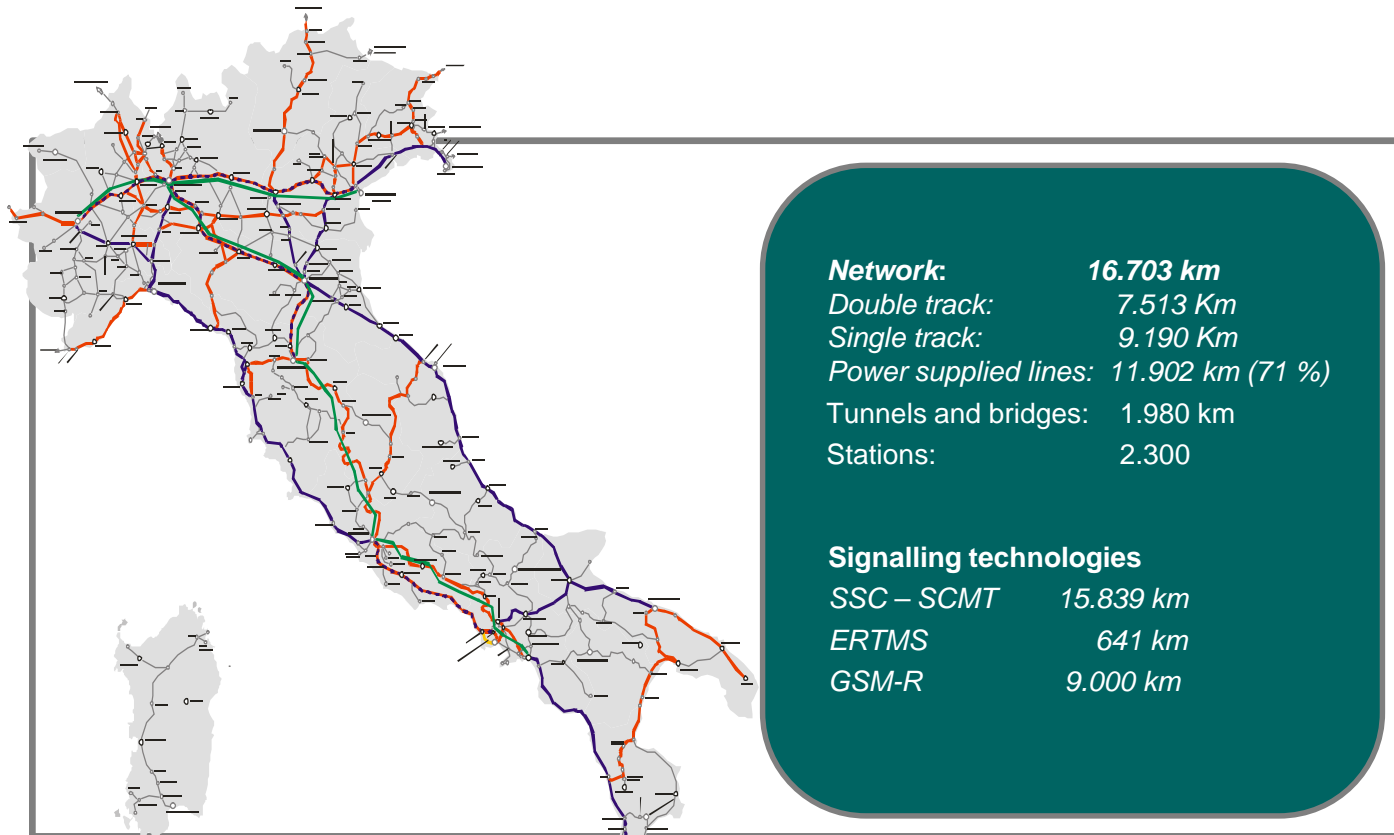 Network: 16.703 km
Double track: 7.513 Km
Single track: 9.190 Km
Power supplied lines: 11.902 km (71 %)
Tunnels and bridges: 1.980 km
Stations: 2.300
Signalling technologies
SSC – SCMT 15.839 km
ERTMS 641 km
GSM-R 9.000 km